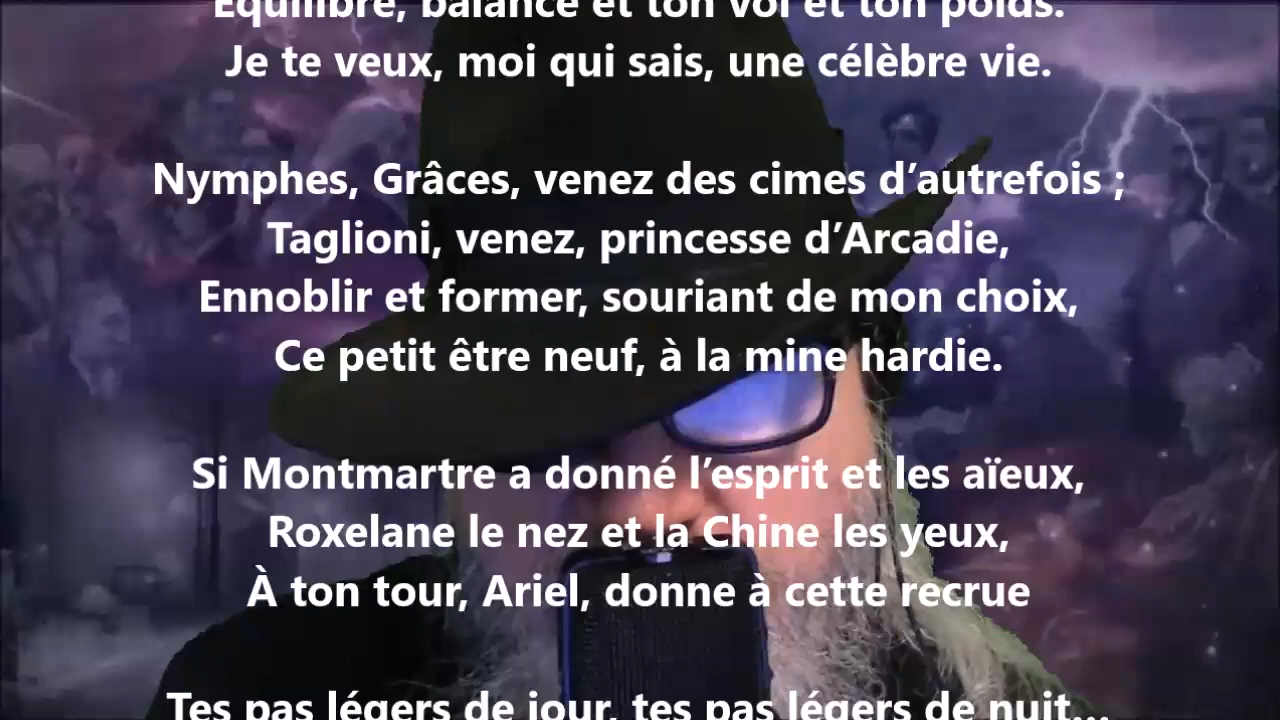 Équilibre, balance et ton vol et ton poids.
Je te veux, moi qui sais, une célèbre vie.
Nymphes, Grâces, venez des cimes d’autrefois ;
Taglioni, venez, princesse d’Arcadie,
Ennoblir et former, souriant de mon choix,
Ce petit être neuf, à la mine hardie.
Si Montmartre a donné l’esprit et les aïeux,
Roxelane le nez et la Chine les yeux,
À ton tour, Ariel, donne à cette recrue
Tes pas légers de jour, tes pas légers de nuit...